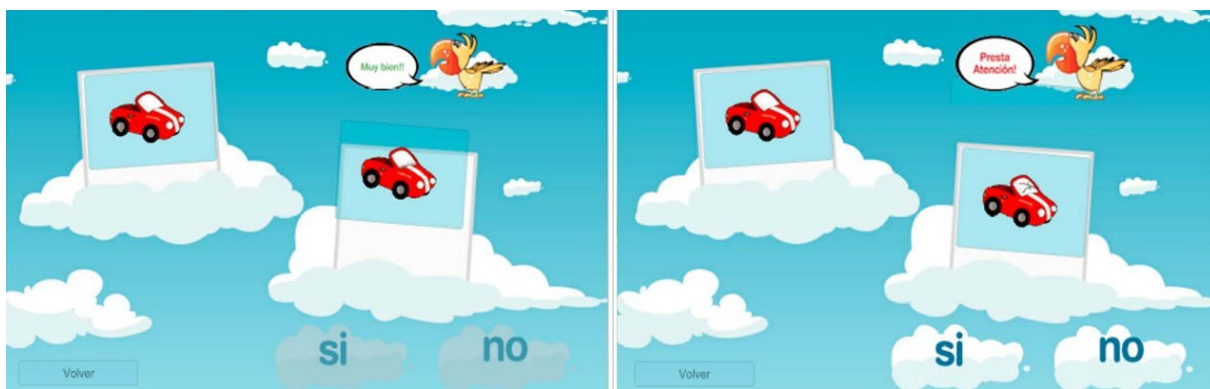 Muy bien!!
si
no
Volver
Presta
Atención!
si
no
Volver